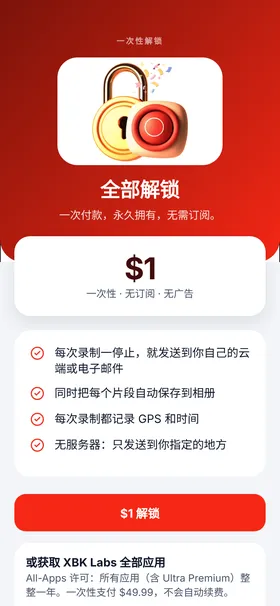 一次性解锁
全部解锁
一次付款，永久拥有，无需订阅。
$1
一次性 · 无订阅 · 无广告
每次录制一停止，就发送到你自己的云
端或电子邮件
同时把每个片段自动保存到相册
每次录制都记录 GPS 和时间
无服务器：只发送到你指定的地方
$1 解锁
或获取 XBK Labs 全部应用
All-Apps 许可：所有应用（含 Ultra Premium）整
整一年。一次性支付 $49.99，不会自动续费。